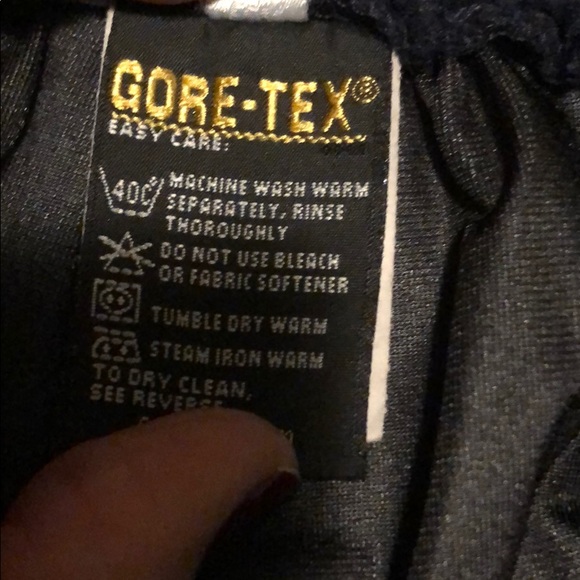 GORE-TEX®
EASY CARE:
40C MACHINE WASH WARM
SEPARATELY, RINSE
THOROUGHLY
DO NOT USE BLEACH
OR FABRIC SOFTENER
TUMBLE DRY WARM
STEAM IRON WARM
TO DRY CLEAN,
SEE REVERSE